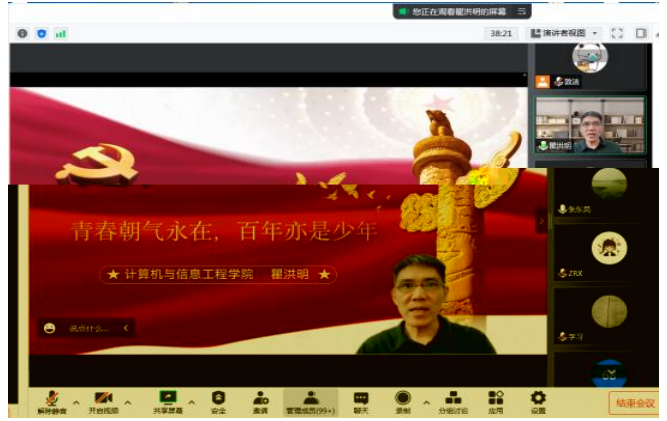 您正在观看瞿洪明的屏幕
38:21
演讲者视图
致洁
瞿洪明
青春朝气永在，百年亦是少年
★ 计算机与信息工程学院 瞿洪明 ★
ZRX
学习
说点什么...
解除静音
开启视频
共享屏幕
安全
邀请
管理成员(99+)
聊天
录制
分组讨论
应用
设置
结束会议